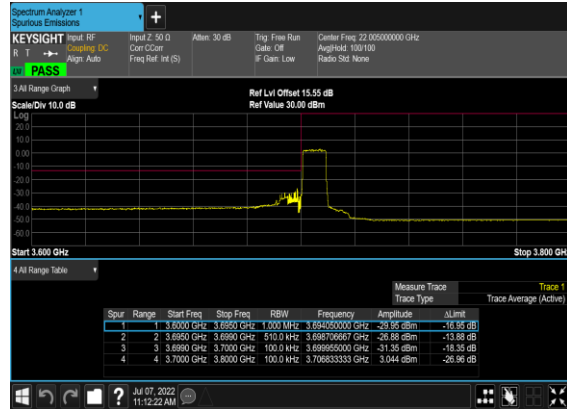 Spectrum Analyzer 1
Spurious Emissions
KEYSIGHT Input: RF Input Z: 50 Ω Atten: 30 dB Trig: Free Run Center Freq: 22.005000000 GHz
R T Coupling: DC Corr CCorr Gate: Off Avg|Hold: 100/100
Align: Auto Freq Ref: Int (S) IF Gain: Low Radio Std: None
PASS
3 All Range Graph
Ref Lvl Offset 15.55 dB
Scale/Div 10.0 dB Ref Value 30.00 dBm
Log
20.0
10.0
0.00
-10.0
-20.0
-30.0
-40.0
-50.0
-60.0
Start 3.600 GHz Stop 3.800 GH
4 All Range Table
Measure Trace Trace 1
Trace Type Trace Average (Active)
Spur Range Start Freq Stop Freq RBW Frequency Amplitude ΔLimit
1 1 3.6000 GHz 3.6950 GHz 1.000 MHz 3.694050000 GHz -29.95 dBm -16.95 dB
2 2 3.6950 GHz 3.6990 GHz 510.0 kHz 3.698706667 GHz -26.88 dBm -13.88 dB
3 3 3.6990 GHz 3.7000 GHz 100.0 kHz 3.699955000 GHz -31.35 dBm -18.35 dB
4 4 3.7000 GHz 3.8000 GHz 100.0 kHz 3.706833333 GHz 3.044 dBm -26.96 dB
? Jul 07, 2022
11:12:22 AM